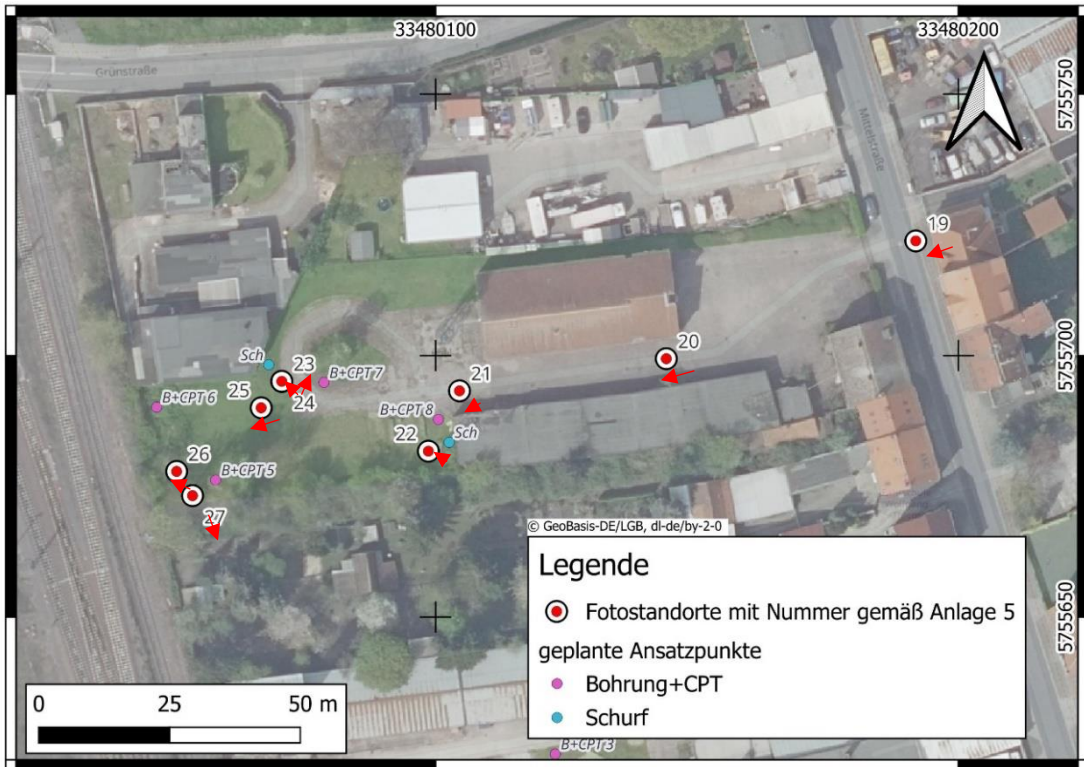 33480100
33480200
Grünstraße
5755750
Mittelstraße
19
20
5755700
Sch
23
B+CPT 7
24
21
25
B+CPT 6
B+CPT 8
22
Sch
26
B+CPT 5
27
© GeoBasis-DE/LGB, dl-de/by-2-0
Legende
Fotostandorte mit Nummer gemäß Anlage 5
5755650
geplante Ansatzpunkte
Bohrung+CPT
Schurf
0 25 50 m
B+CPT 3